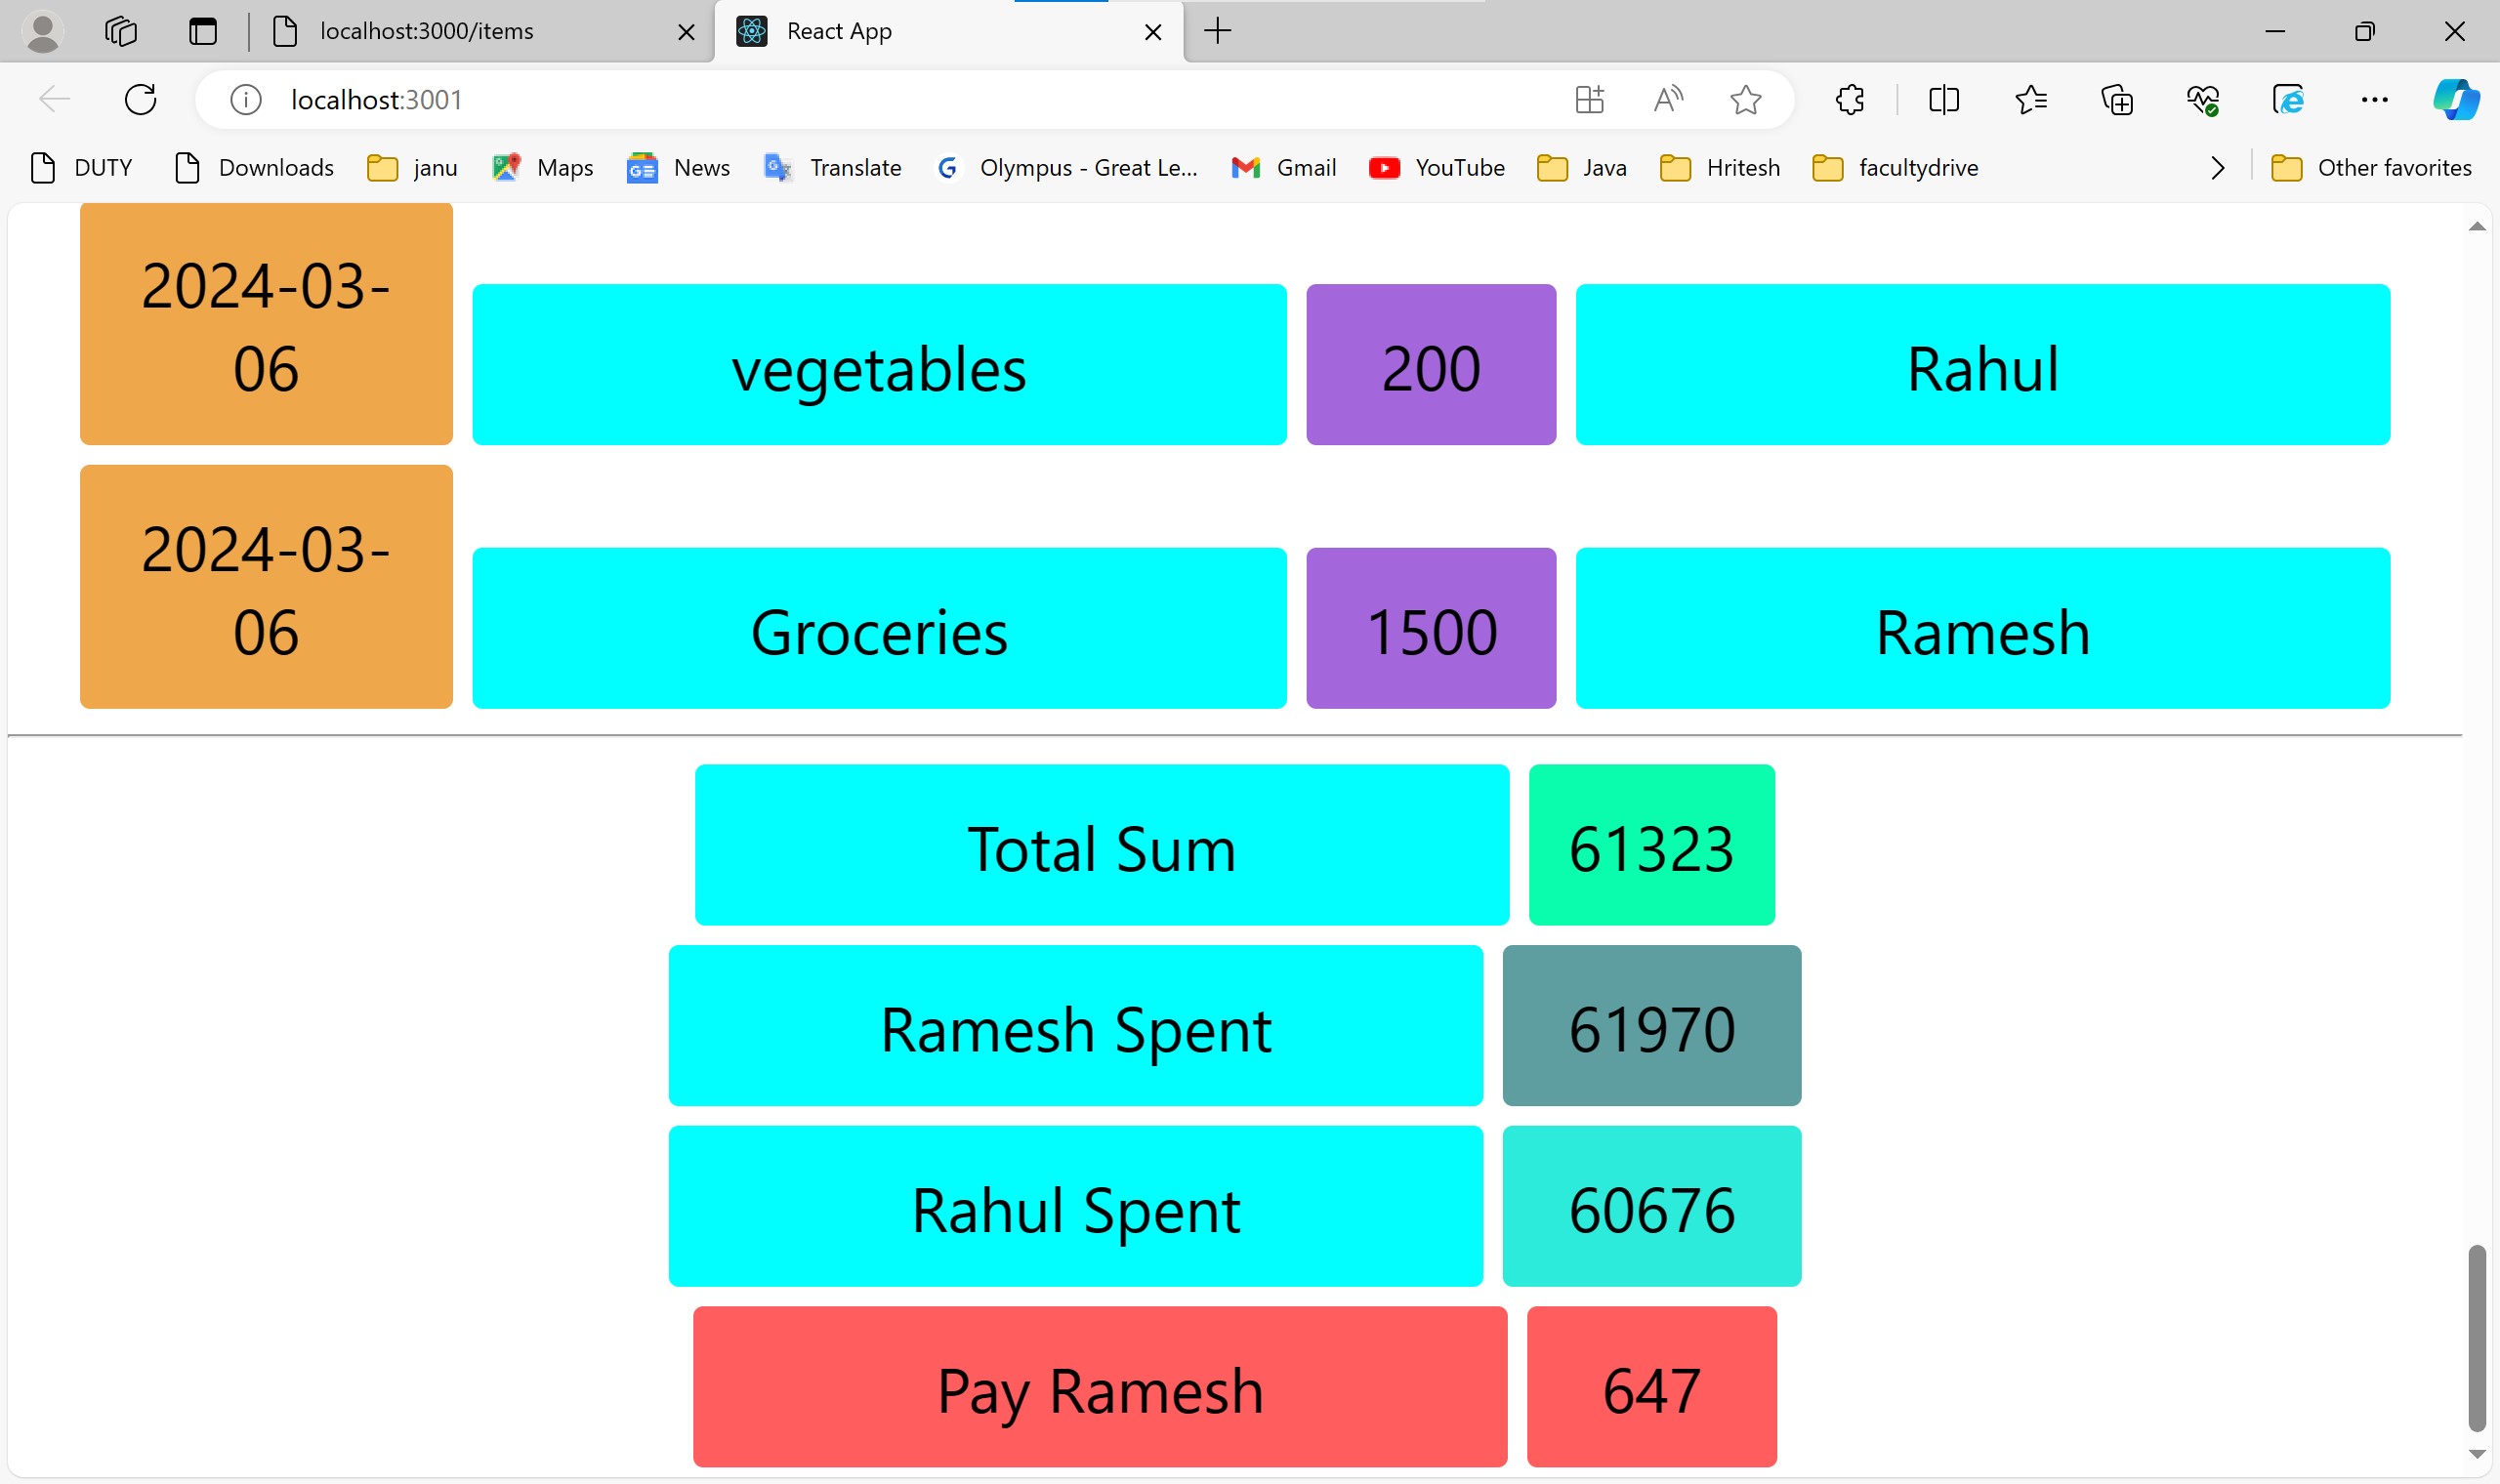 localhost:3000/items
React App
localhost:3001
DUTY Downloads janu Maps News Translate Olympus - Great Le... Gmail YouTube Java Hritesh facultydrive Other favorites
2024-03-
06
vegetables 200 Rahul
2024-03-
06
Groceries 1500 Ramesh
Total Sum 61323
Ramesh Spent 61970
Rahul Spent 60676
Pay Ramesh 647